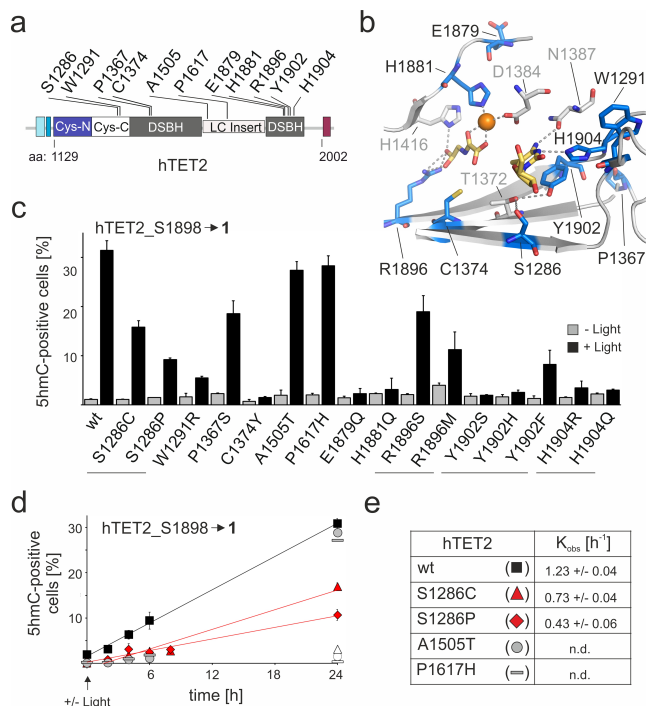 a
S1286
W1291
P1367
C1374
A1505
P1617
E1879
H1881
R1896
Y1902
H1904
Cys-N
Cys-C
DSBH
LC Insert
DSBH
aa: 1129
2002
hTET2
b
E1879
H1881
D1384
N1387
W1291
H1416
H1904
T1372
Y1902
P1367
R1896
C1374
S1286
c
hTET2_S1898→1
5hmC-positive cells [%]
30
20
10
- Light
+ Light
wt
S1286C
S1286P
W1291R
P1367S
C1374Y
A1505T
P1617H
E1879Q
H1881Q
R1896S
R1896M
Y1902S
Y1902H
Y1902F
H1904R
H1904Q
d
hTET2_S1898→1
5hmC-positive
cells [%]
30
20
10
0
6
12
18
24
time [h]
+/- Light
e
hTET2
K_obs [h⁻¹]
wt (■) 1.23 +/- 0.04
S1286C (▲) 0.73 +/- 0.04
S1286P (◆) 0.43 +/- 0.06
A1505T (●) n.d.
P1617H (▬) n.d.